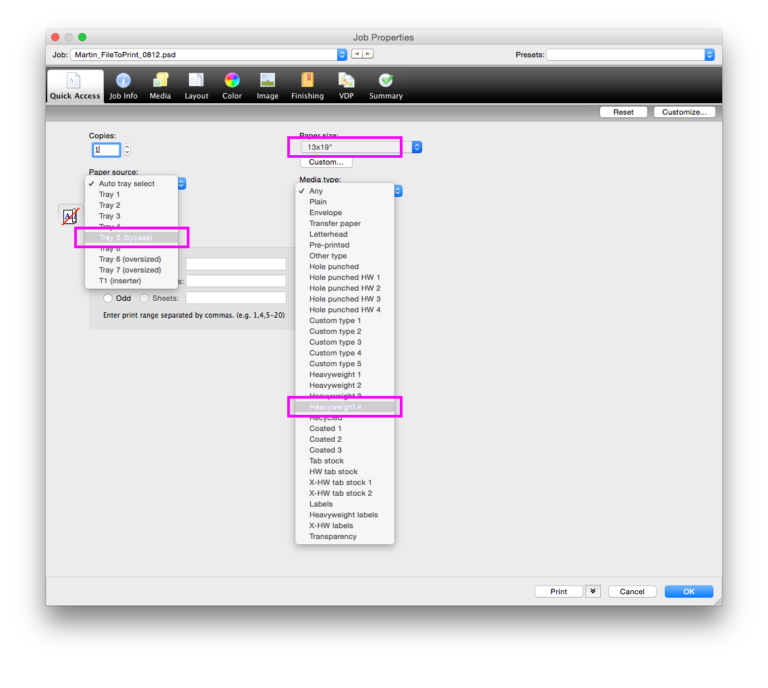 Job Properties
Job: Martin_FileToPrint_0812.psd
Presets:
Quick Access Job Info Media Layout Color Image Finishing VDP Summary
Reset Customize...
Copies:
1
Paper size:
13x19"
Custom...
Paper source:
✓ Auto tray select
Tray 1
Tray 2
Tray 3
Tray 4
Tray 5 (bypass)
Tray 6
Tray 6 (oversized)
Tray 7 (oversized)
T1 (inserter)
s:
Odd Sheets:
Enter print range separated by commas. (e.g. 1,4,5-20)
Media type:
✓ Any
Plain
Envelope
Transfer paper
Letterhead
Pre-printed
Other type
Hole punched
Hole punched HW 1
Hole punched HW 2
Hole punched HW 3
Hole punched HW 4
Custom type 1
Custom type 2
Custom type 3
Custom type 4
Custom type 5
Heavyweight 1
Heavyweight 2
Heavyweight 3
Heavyweight 4
Recycled
Coated 1
Coated 2
Coated 3
Tab stock
HW tab stock
X-HW tab stock 1
X-HW tab stock 2
Labels
Heavyweight labels
X-HW labels
Transparency
Print Cancel OK